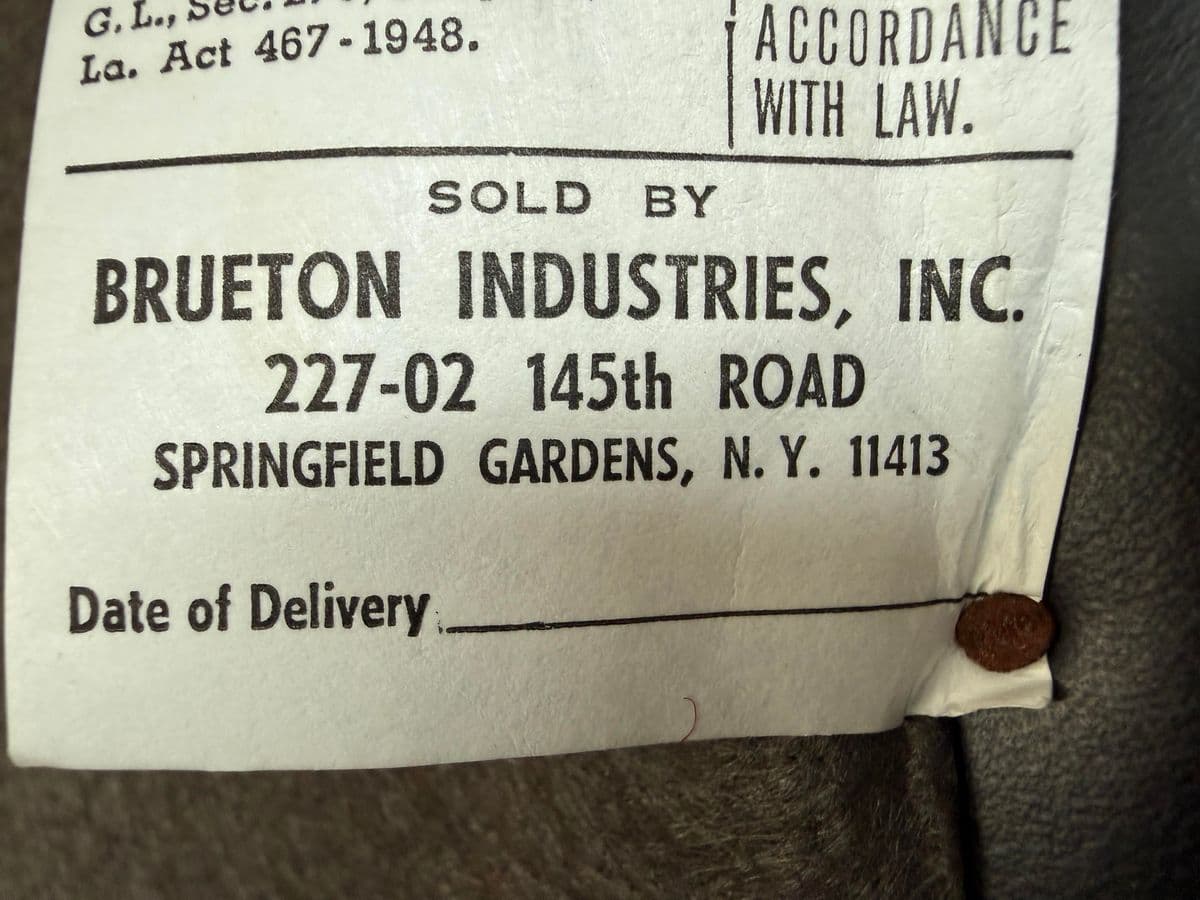 G. L., Sec.
La. Act 467-1948.
ACCORDANCE
WITH LAW.
SOLD BY
BRUETON INDUSTRIES, INC.
227-02 145th ROAD
SPRINGFIELD GARDENS, N. Y. 11413
Date of Delivery